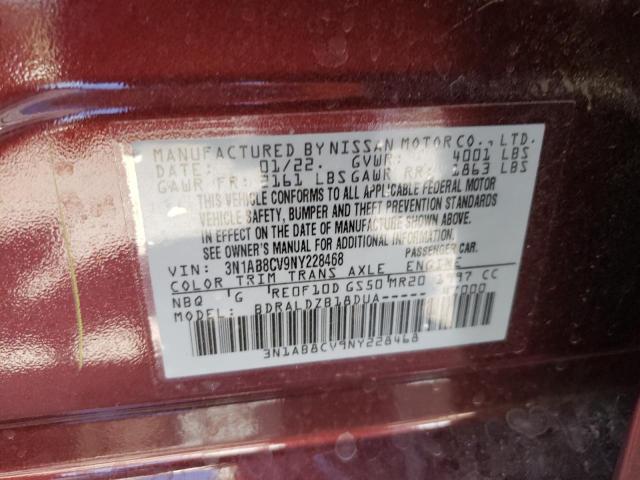 MANUFACTURED BY NISSAN MOTOR CO., LTD.
DATE: 01/22. GVWR: 4001 LBS
GAWR FR: 2161 LBS GAWR RR: 1863 LBS
THIS VEHICLE CONFORMS TO ALL APPLICABLE FEDERAL MOTOR
VEHICLE SAFETY, BUMPER AND THEFT PREVENTION STANDARDS
IN EFFECT ON THE DATE OF MANUFACTURE SHOWN ABOVE.
SEE OWNER'S MANUAL FOR ADDITIONAL INFORMATION
VIN: 3N1AB8CV9NY228468 PASSENGER CAR.
COLOR TRIM TRANS AXLE ENGINE
NBQ G RE0F10D GS50 MR20 CC
MODEL: BDRALDZB18DUA
3N1AB8CV9NY228468